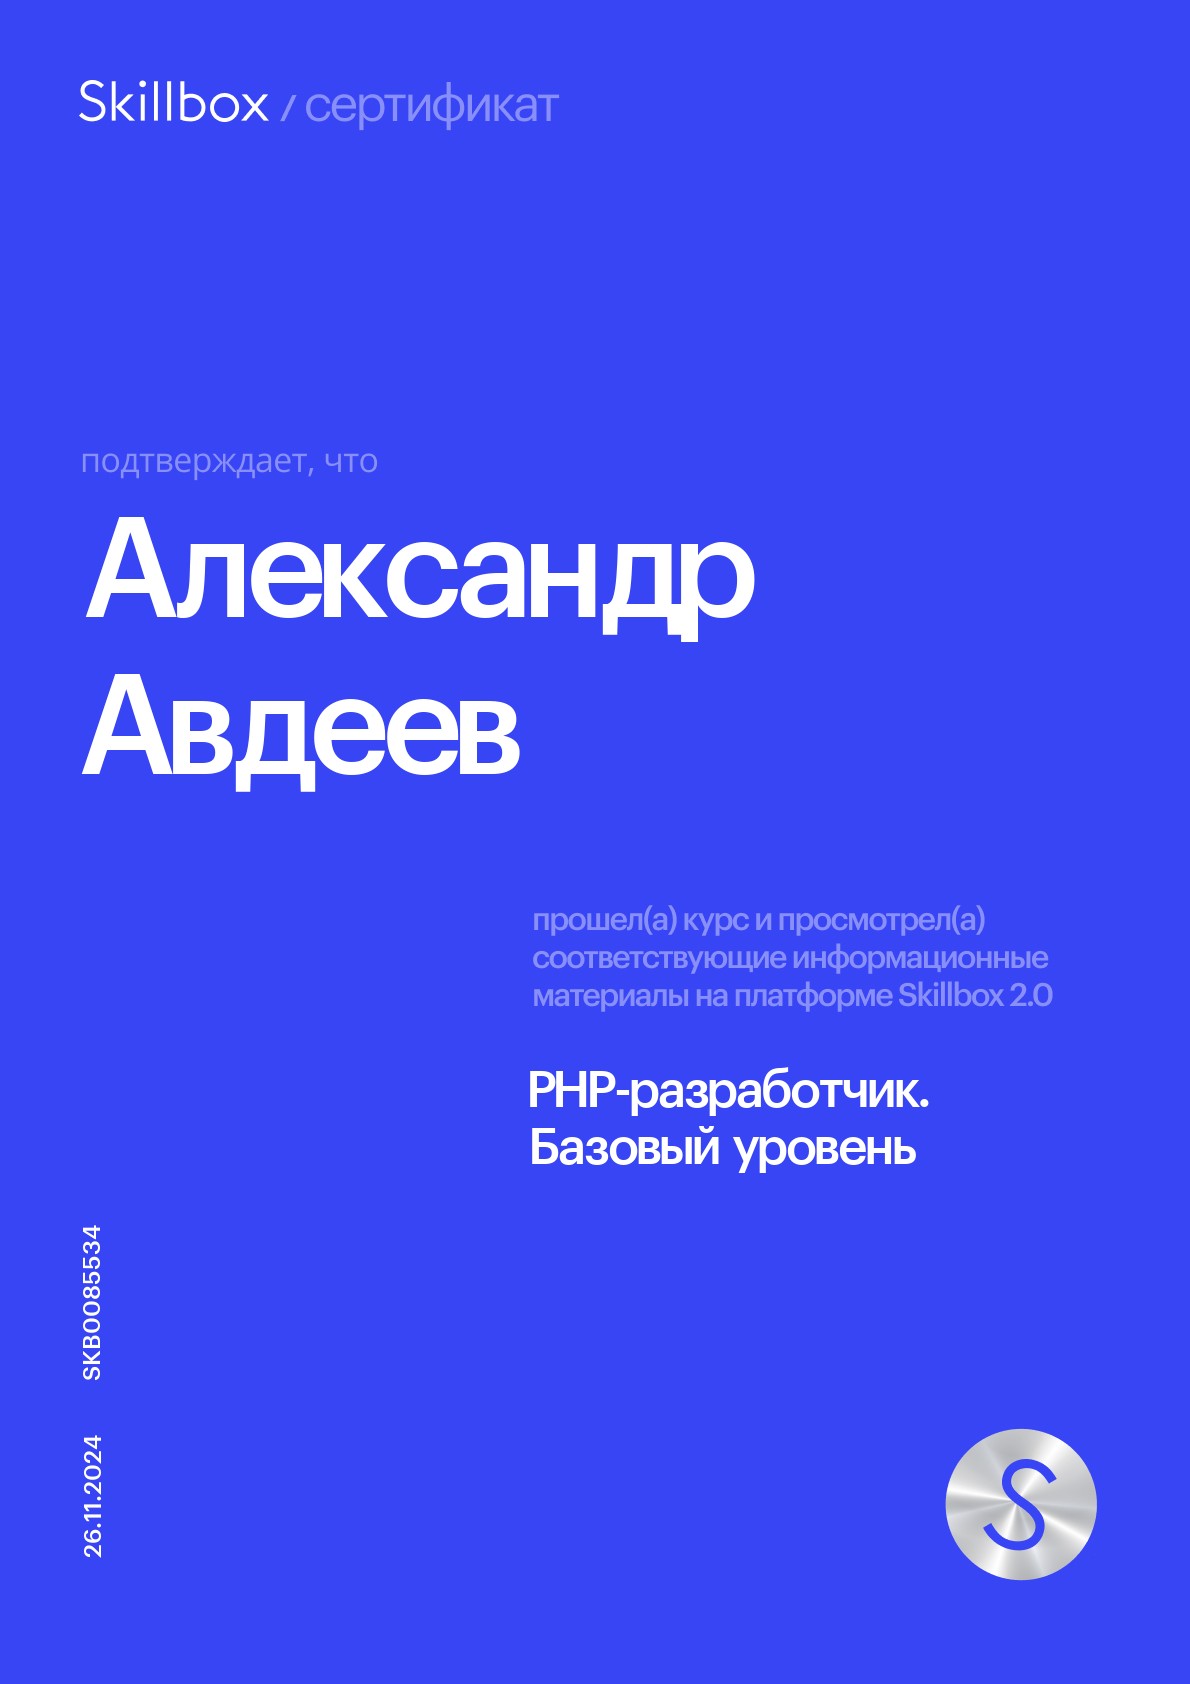 Skillbox / сертификат
подтверждает, что
Александр
Авдеев
прошел(а) курс и просмотрел(а)
соответствующие информационные
материалы на платформе Skillbox 2.0
PHP-разработчик.
Базовый уровень
SKB0085534
26.11.2024
S